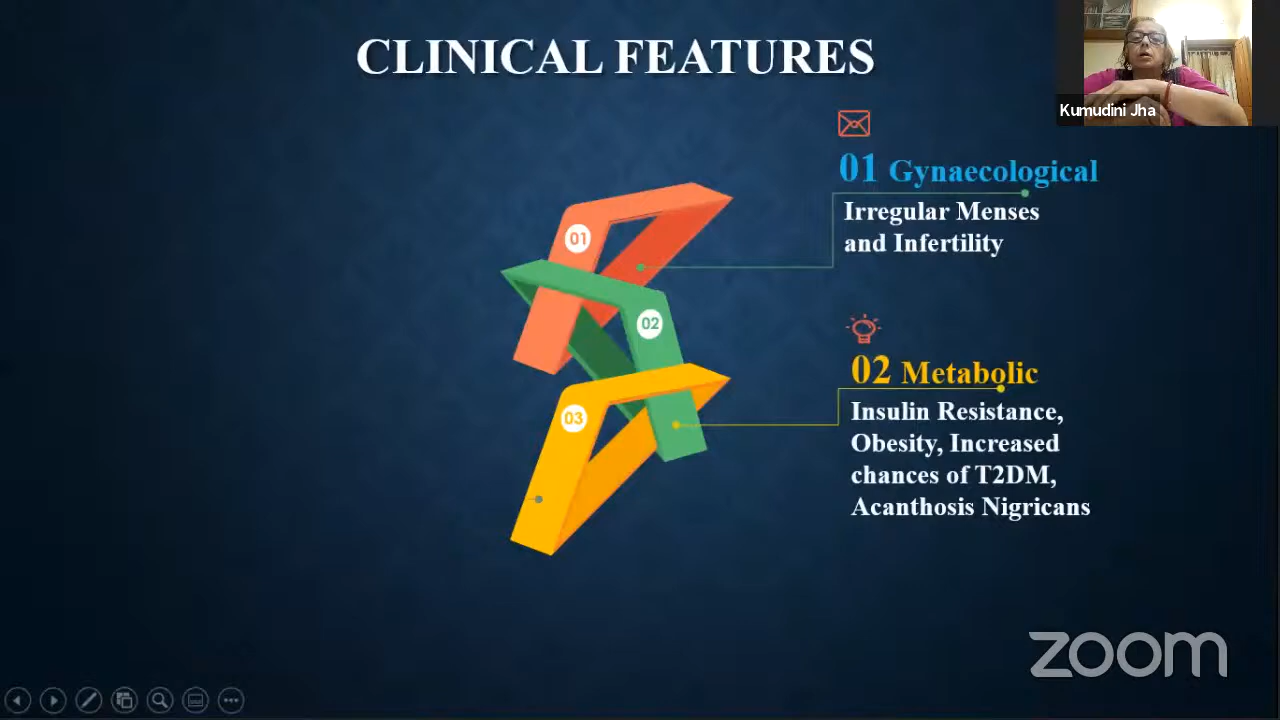 CLINICAL FEATURES
Kumudini Jha
01 Gynaecological
Irregular Menses
and Infertility
01
02
03
02 Metabolic
Insulin Resistance,
Obesity, Increased
chances of T2DM,
Acanthosis Nigricans
zoom